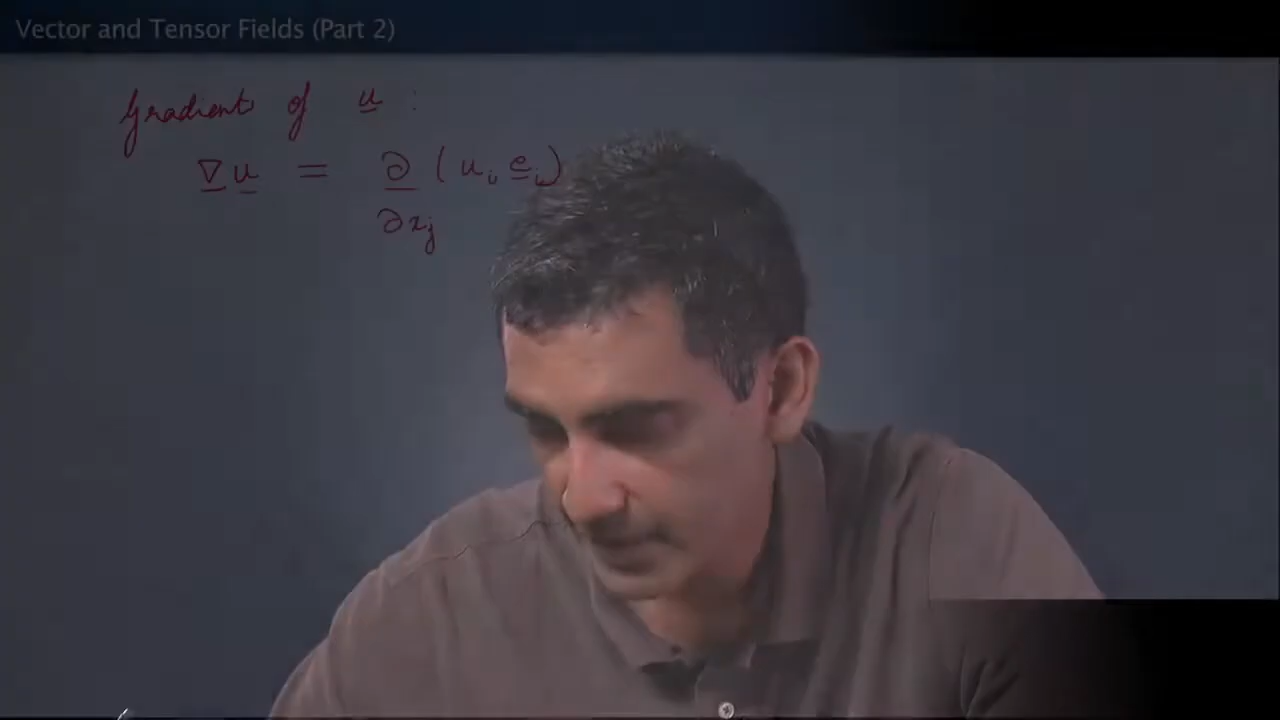 Vector and Tensor Fields (Part 2)
Gradient of u :
∇ u = ∂ ( uᵢ eᵢ )
∂xⱼ